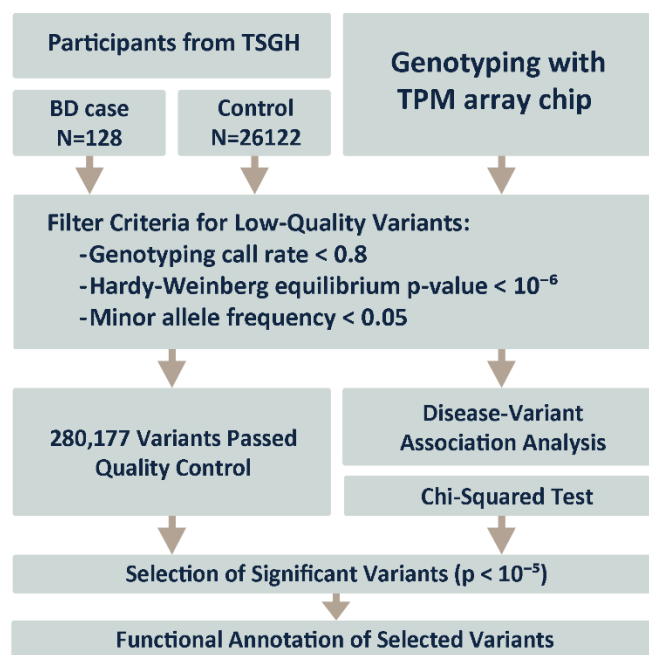 Participants from TSGH
BD case
N=128
Control
N=26122
Genotyping with
TPM array chip
Filter Criteria for Low-Quality Variants:
-Genotyping call rate < 0.8
-Hardy-Weinberg equilibrium p-value < 10⁻⁶
-Minor allele frequency < 0.05
280,177 Variants Passed
Quality Control
Disease-Variant
Association Analysis
Chi-Squared Test
Selection of Significant Variants (p < 10⁻⁵)
Functional Annotation of Selected Variants